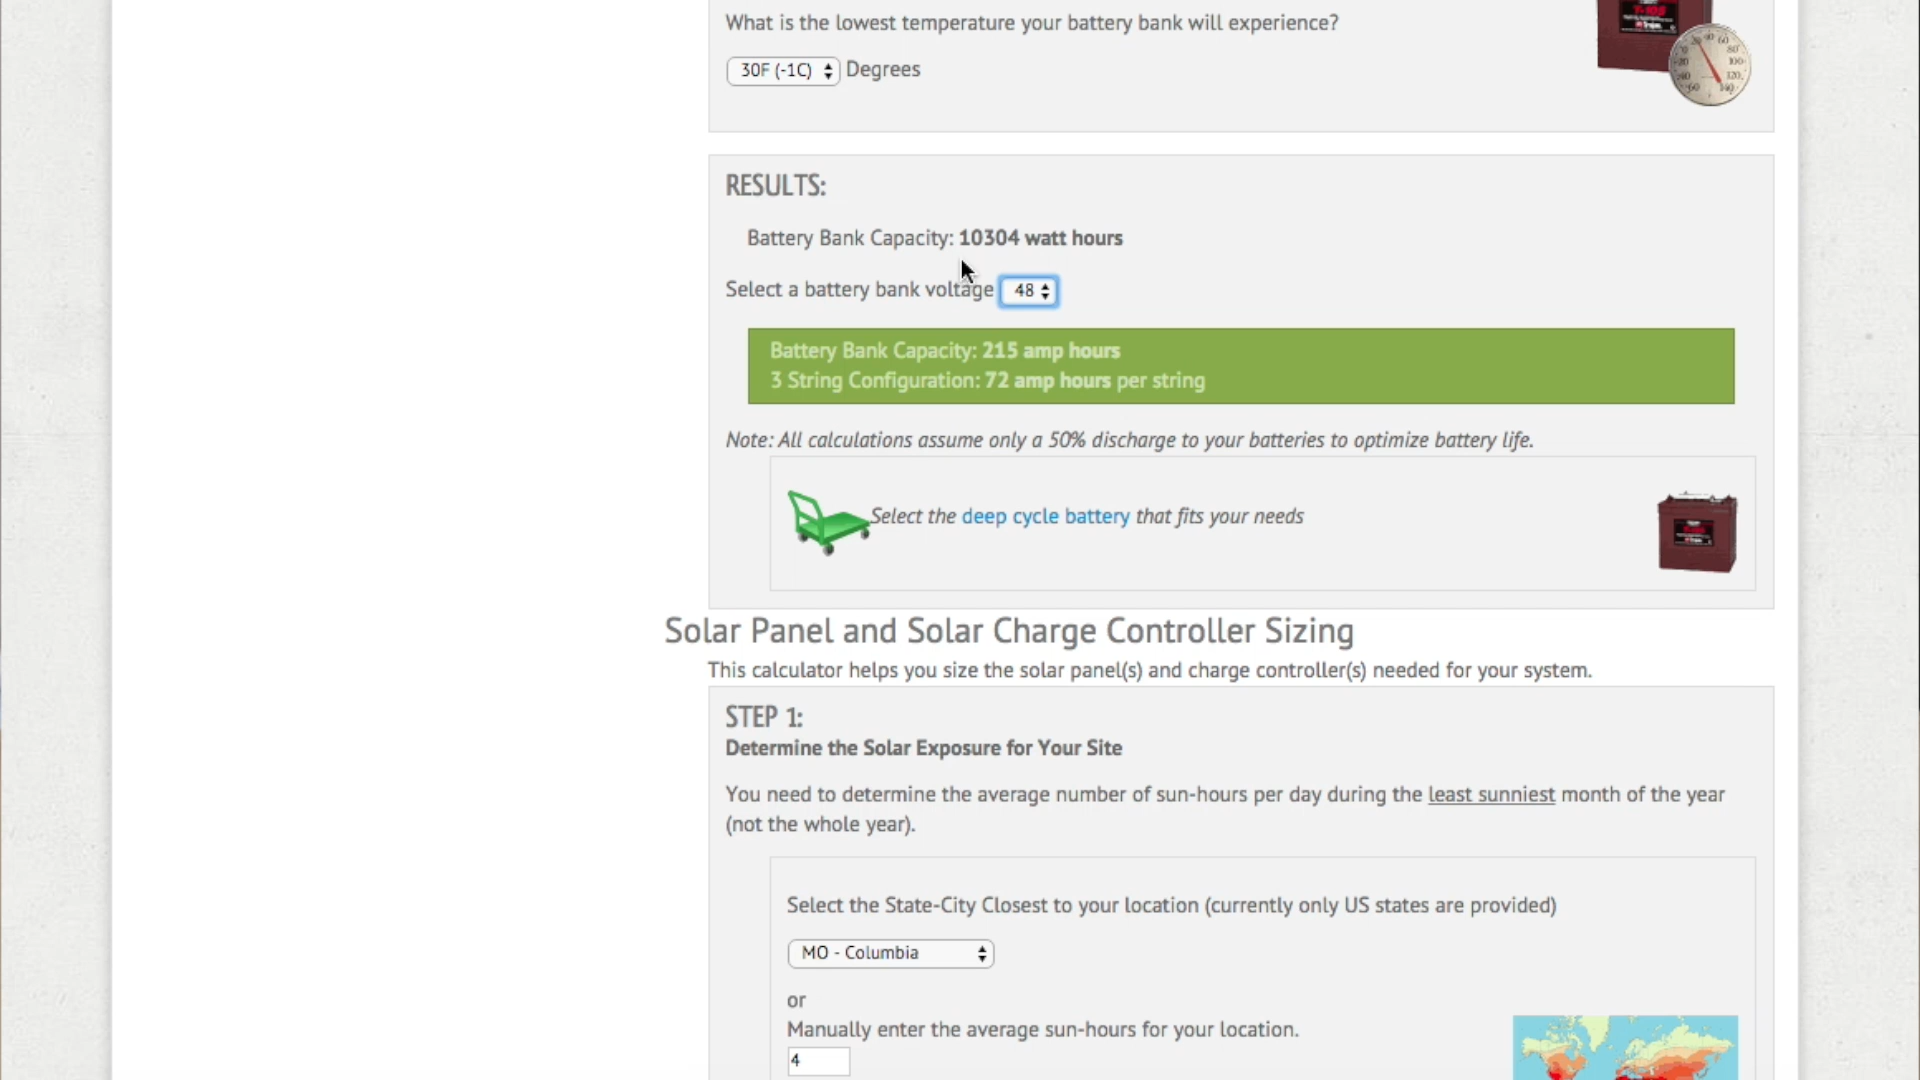 What is the lowest temperature your battery bank will experience?
30F (-1C) Degrees
RESULTS:
Battery Bank Capacity: 10304 watt hours
Select a battery bank voltage 48
Battery Bank Capacity: 215 amp hours
3 String Configuration: 72 amp hours per string
Note: All calculations assume only a 50% discharge to your batteries to optimize battery life.
Select the deep cycle battery that fits your needs
Solar Panel and Solar Charge Controller Sizing
This calculator helps you size the solar panel(s) and charge controller(s) needed for your system.
STEP 1:
Determine the Solar Exposure for Your Site
You need to determine the average number of sun-hours per day during the least sunniest month of the year
(not the whole year).
Select the State-City Closest to your location (currently only US states are provided)
MO - Columbia
or
Manually enter the average sun-hours for your location.
4